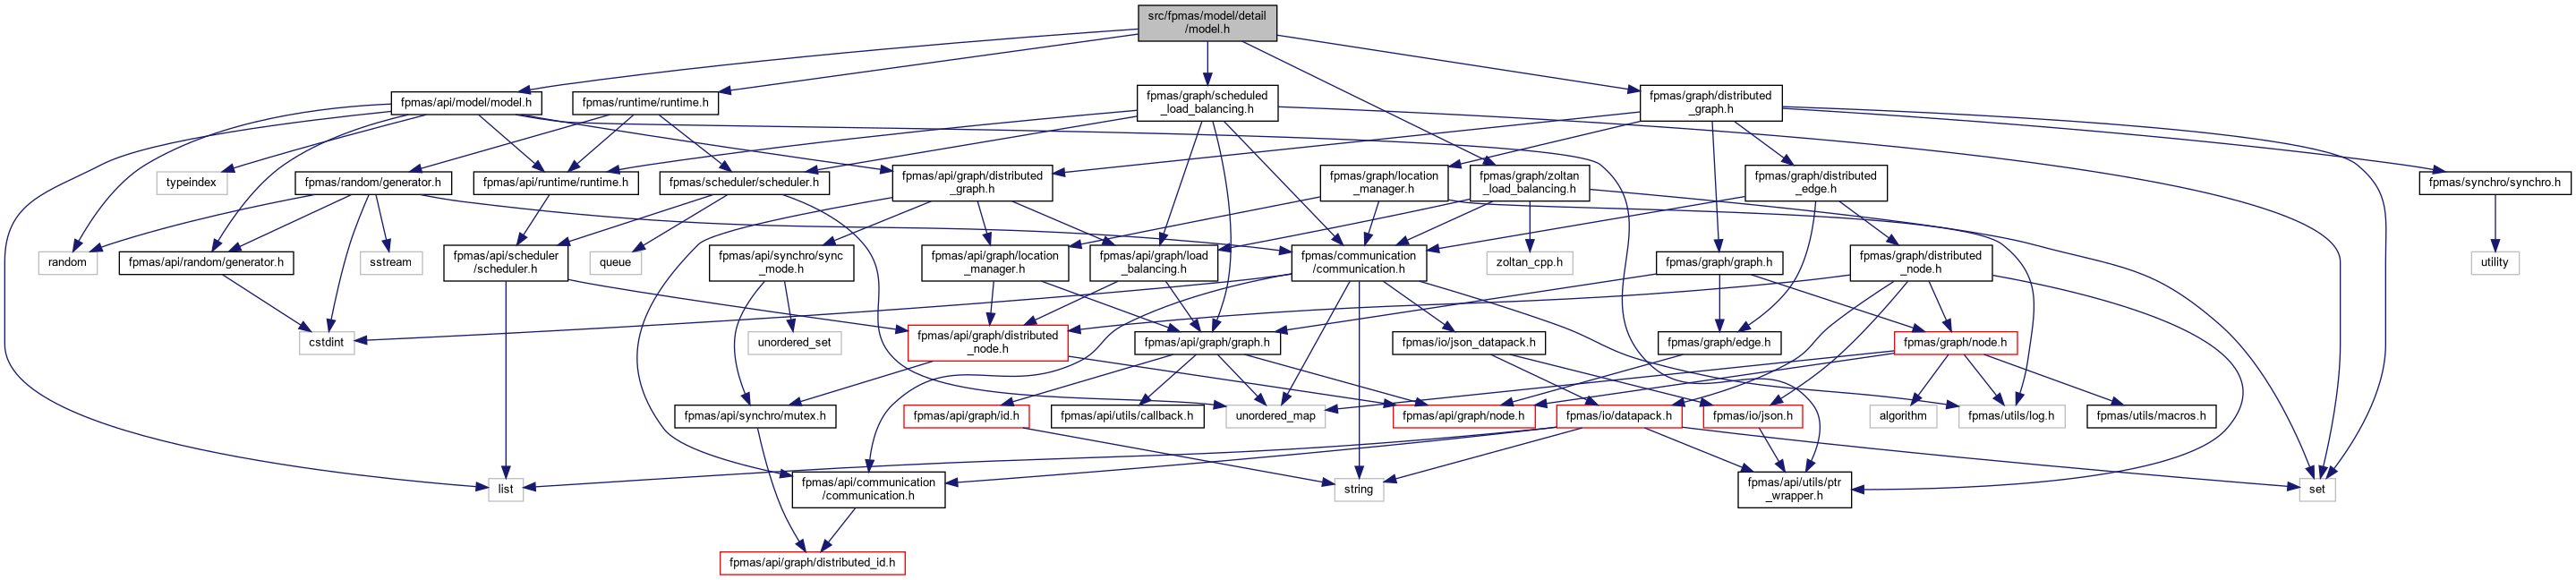 src/fpmas/model/detail
/model.h
fpmas/api/model/model.h
fpmas/runtime/runtime.h
fpmas/graph/scheduled
_load_balancing.h
fpmas/graph/distributed
_graph.h
typeindex
fpmas/random/generator.h
fpmas/api/runtime/runtime.h
fpmas/scheduler/scheduler.h
fpmas/api/graph/distributed
_graph.h
fpmas/graph/location
_manager.h
fpmas/graph/zoltan
_load_balancing.h
fpmas/graph/distributed
_edge.h
fpmas/synchro/synchro.h
random
fpmas/api/random/generator.h
sstream
fpmas/api/scheduler
/scheduler.h
queue
fpmas/api/synchro/sync
_mode.h
fpmas/api/graph/location
_manager.h
fpmas/api/graph/load
_balancing.h
fpmas/communication
/communication.h
zoltan_cpp.h
fpmas/graph/graph.h
fpmas/graph/distributed
_node.h
utility
cstdint
unordered_set
fpmas/api/graph/distributed
_node.h
fpmas/api/graph/graph.h
fpmas/io/json_datapack.h
fpmas/graph/edge.h
fpmas/graph/node.h
fpmas/api/synchro/mutex.h
fpmas/api/graph/id.h
fpmas/api/utils/callback.h
unordered_map
fpmas/api/graph/node.h
fpmas/io/datapack.h
fpmas/io/json.h
algorithm
fpmas/utils/log.h
fpmas/utils/macros.h
list
fpmas/api/communication
/communication.h
string
fpmas/api/utils/ptr
_wrapper.h
set
fpmas/api/graph/distributed_id.h